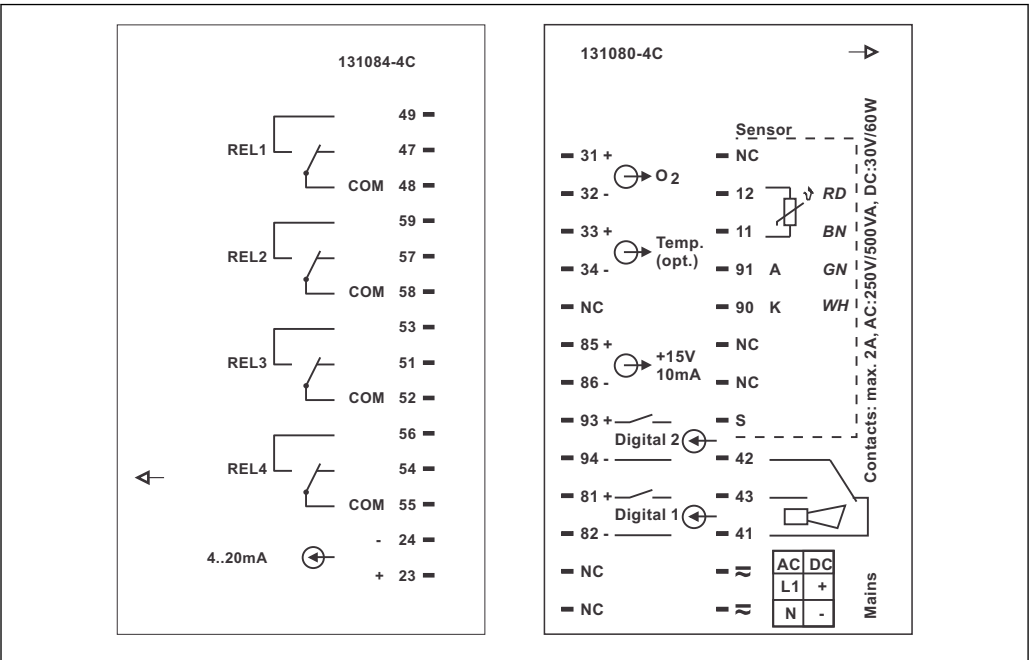 131084-4C
49
REL1
47
COM 48
59
REL2
57
COM 58
53
REL3
51
COM 52
56
REL4
54
COM 55
- 24
4..20mA
+ 23
131080-4C
Sensor
31 +
O2
32 -
33 +
Temp.
(opt.)
34 -
NC
85 +
+15V
10mA
86 -
93 +
Digital 2
94 -
81 +
Digital 1
82 -
NC
NC
NC
12 RD
11 BN
91 A GN
90 K WH
NC
NC
S
42
43
41
AC DC
L1 +
N -
Contacts: max. 2A, AC:250V/500VA, DC:30V/60W
Mains